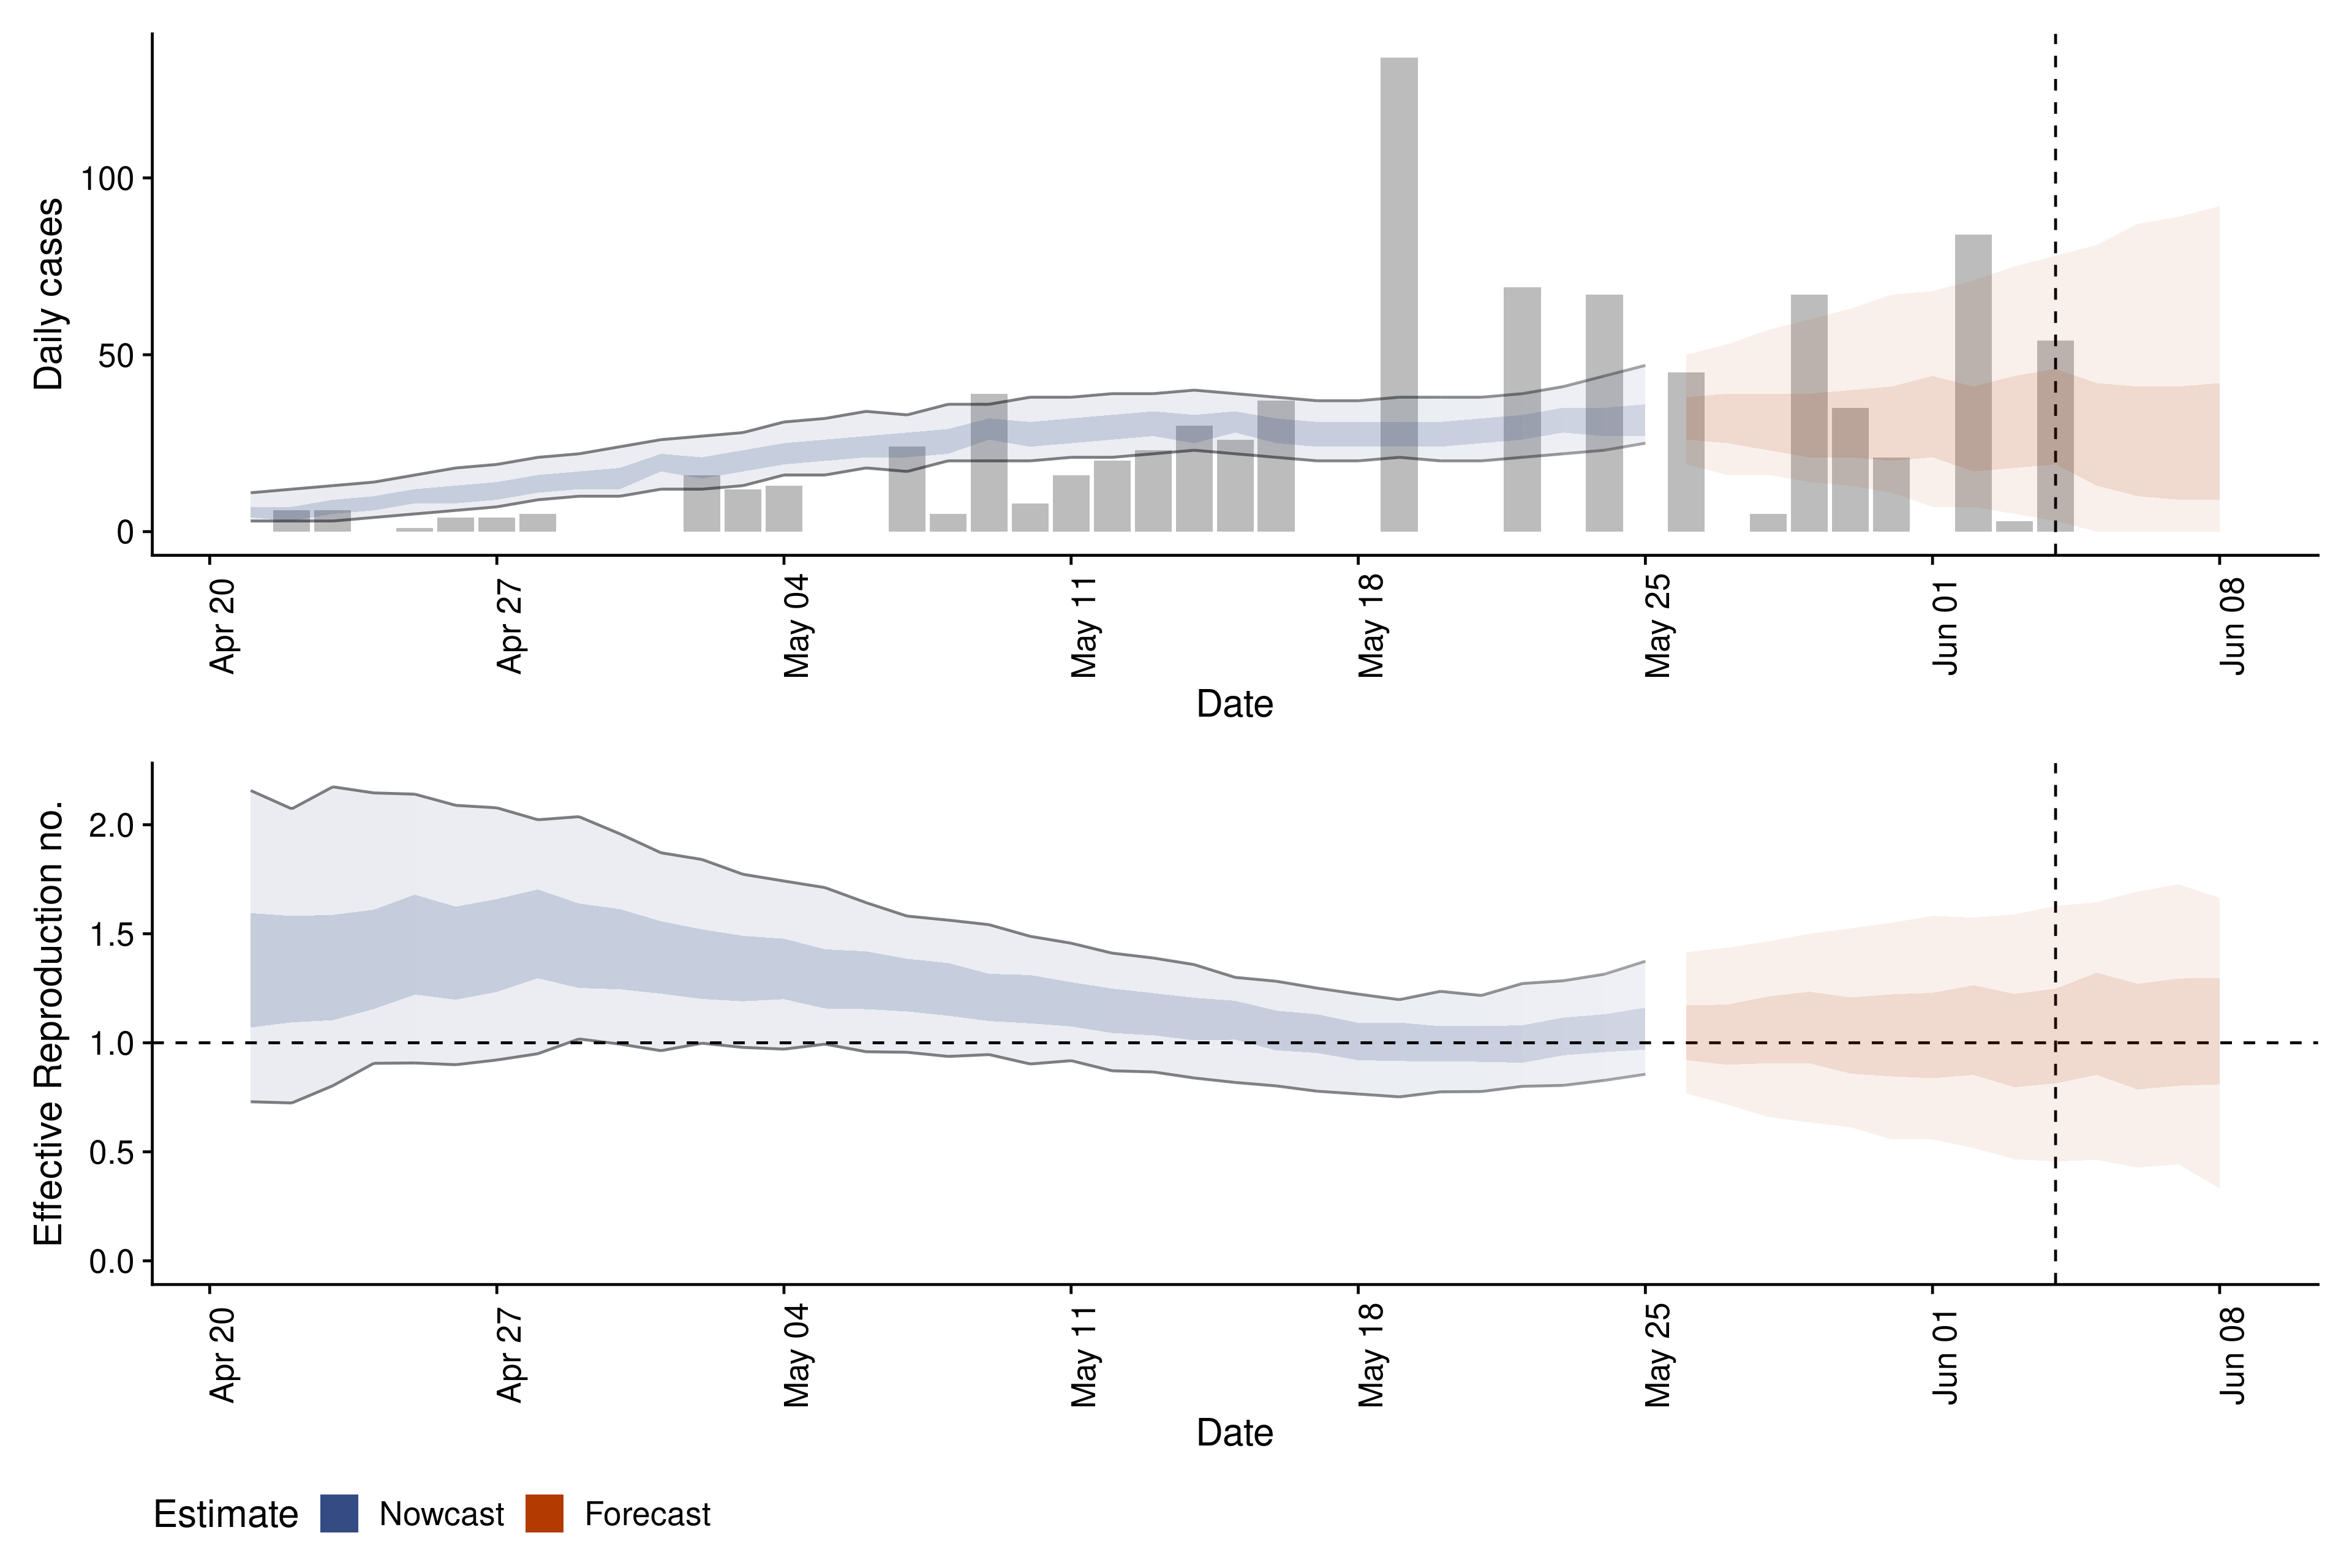 Daily cases
100
50
0
Apr 20
Apr 27
May 04
May 11
May 18
May 25
Jun 01
Jun 08
Date
Effective Reproduction no.
2.0
1.5
1.0
0.5
0.0
Apr 20
Apr 27
May 04
May 11
May 18
May 25
Jun 01
Jun 08
Date
Estimate Nowcast Forecast